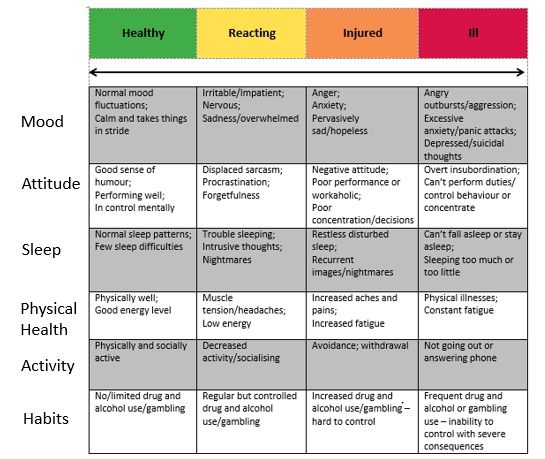 Healthy Reacting Injured Ill
Mood
Normal mood
fluctuations;
Calm and takes things
in stride
Irritable/Impatient;
Nervous;
Sadness/overwhelmed
Anger;
Anxiety;
Pervasively
sad/hopeless
Angry
outbursts/aggression;
Excessive
anxiety/panic attacks;
Depressed/suicidal
thoughts
Attitude
Good sense of
humour;
Performing well;
In control mentally
Displaced sarcasm;
Procrastination;
Forgetfulness
Negative attitude;
Poor performance or
workaholic;
Poor
concentration/decisions
Overt insubordination;
Can't perform duties/
control behaviour or
concentrate
Sleep
Normal sleep patterns;
Few sleep difficulties
Trouble sleeping;
Intrusive thoughts;
Nightmares
Restless disturbed
sleep;
Recurrent
images/nightmares
Can't fall asleep or stay
asleep;
Sleeping too much or
too little
Physical
Health
Physically well;
Good energy level
Muscle
tension/headaches;
Low energy
Increased aches and
pains;
Increased fatigue
Physical illnesses;
Constant fatigue
Activity
Physically and socially
active
Decreased
activity/socialising
Avoidance; withdrawal
Not going out or
answering phone
Habits
No/limited drug and
alcohol use/gambling
Regular but controlled
drug and alcohol
use/gambling
Increased drug and
alcohol use/gambling –
hard to control
Frequent drug and
alcohol or gambling
use – inability to
control with severe
consequences